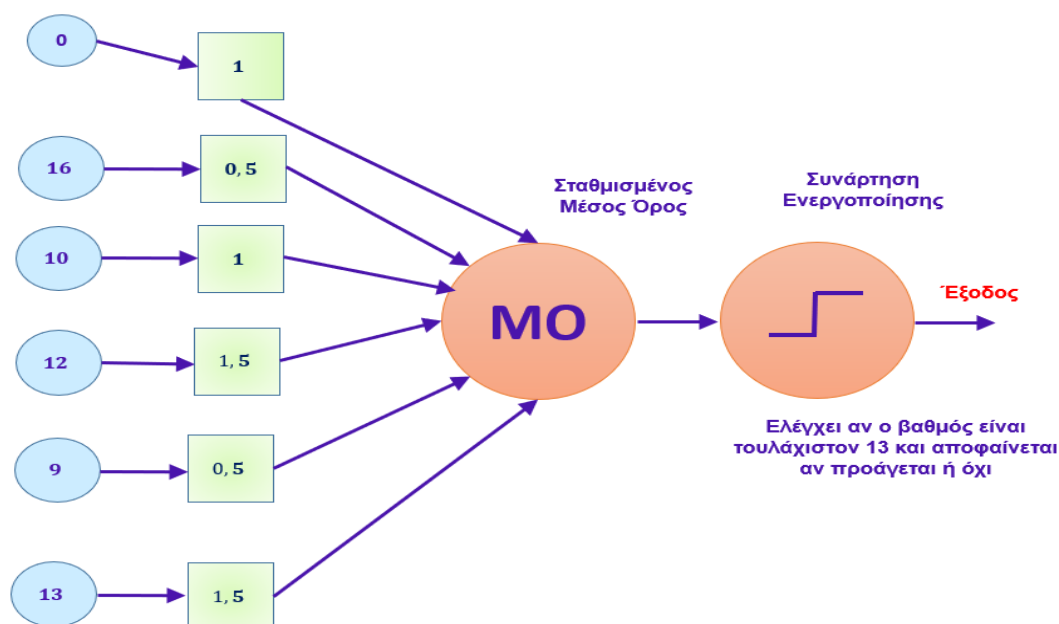 0
1
16
0, 5
10
1
12
1, 5
9
0, 5
13
1, 5
Σταθμισμένος
Μέσος Όρος
ΜΟ
Συνάρτηση
Ενεργοποίησης
Έξοδος
Ελέγχει αν ο βαθμός είναι
τουλάχιστον 13 και αποφαίνεται
αν προάγεται ή όχι